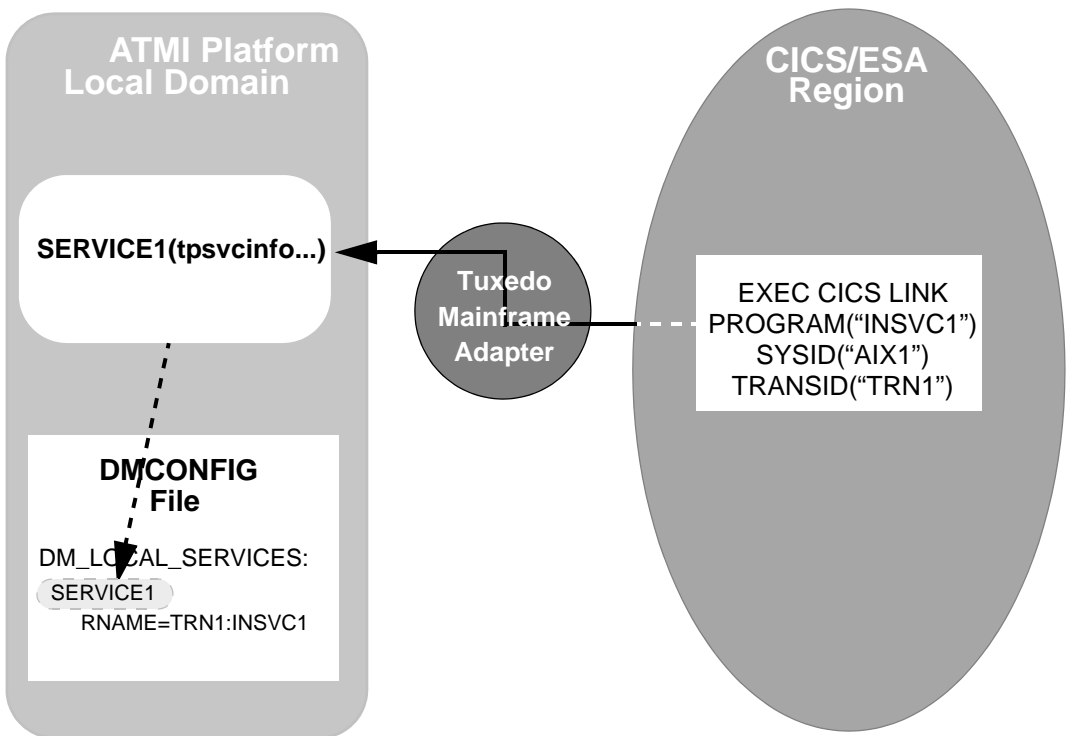 ATMI Platform
Local Domain
SERVICE1(tpsvcinfo...)
DMCONFIG
File
DM_LOCAL_SERVICES:
SERVICE1
RNAME=TRN1:INSVC1
Tuxedo
Mainframe
Adapter
CICS/ESA
Region
EXEC CICS LINK
PROGRAM(“INSVC1”)
SYSID(“AIX1”)
TRANSID(“TRN1”)